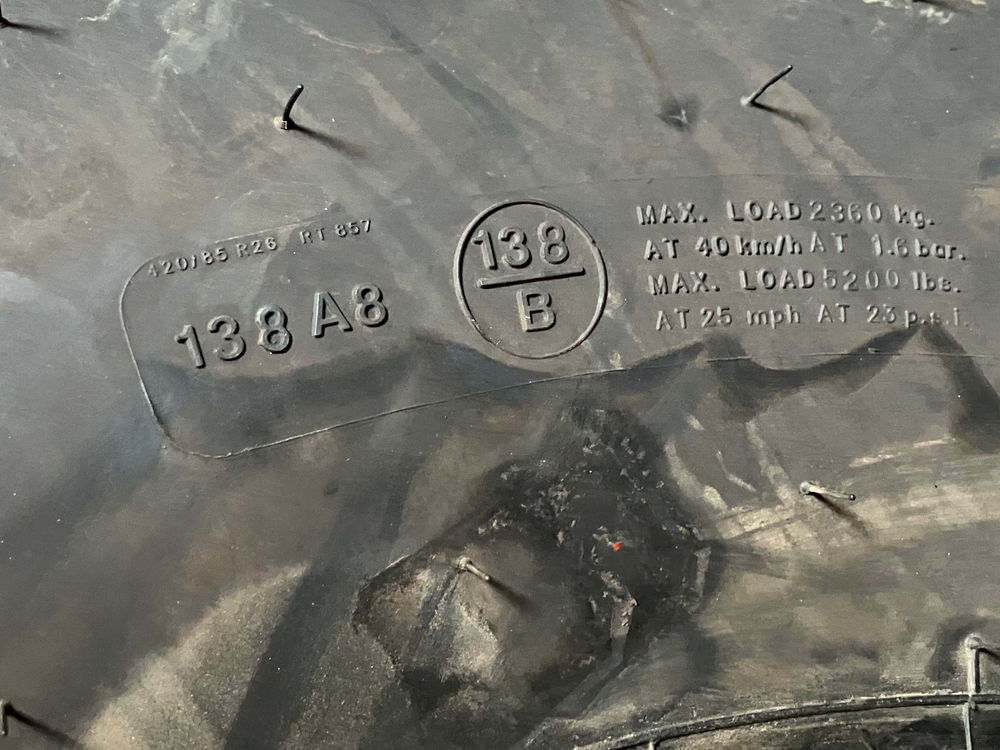 420/85 R26 RT 857
138 A8
138
B
MAX. LOAD 2360 kg.
AT 40 km/h AT 1.6 bar.
MAX. LOAD 5200 lbs.
AT 25 mph AT 23 p.s.i.